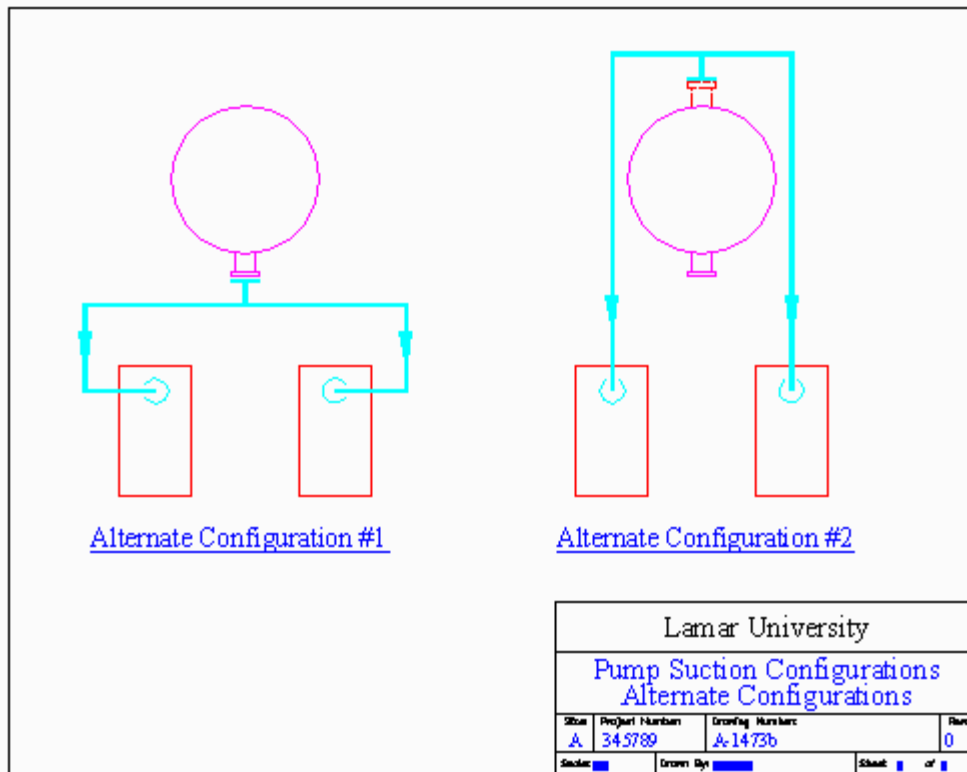 Alternate Configuration #1
Alternate Configuration #2
Lamar University
Pump Suction Configurations
Alternate Configurations
Size Project Number Drawing Number Rev
A 345789 A-1473b 0
Scale Drawn By: Sheet of